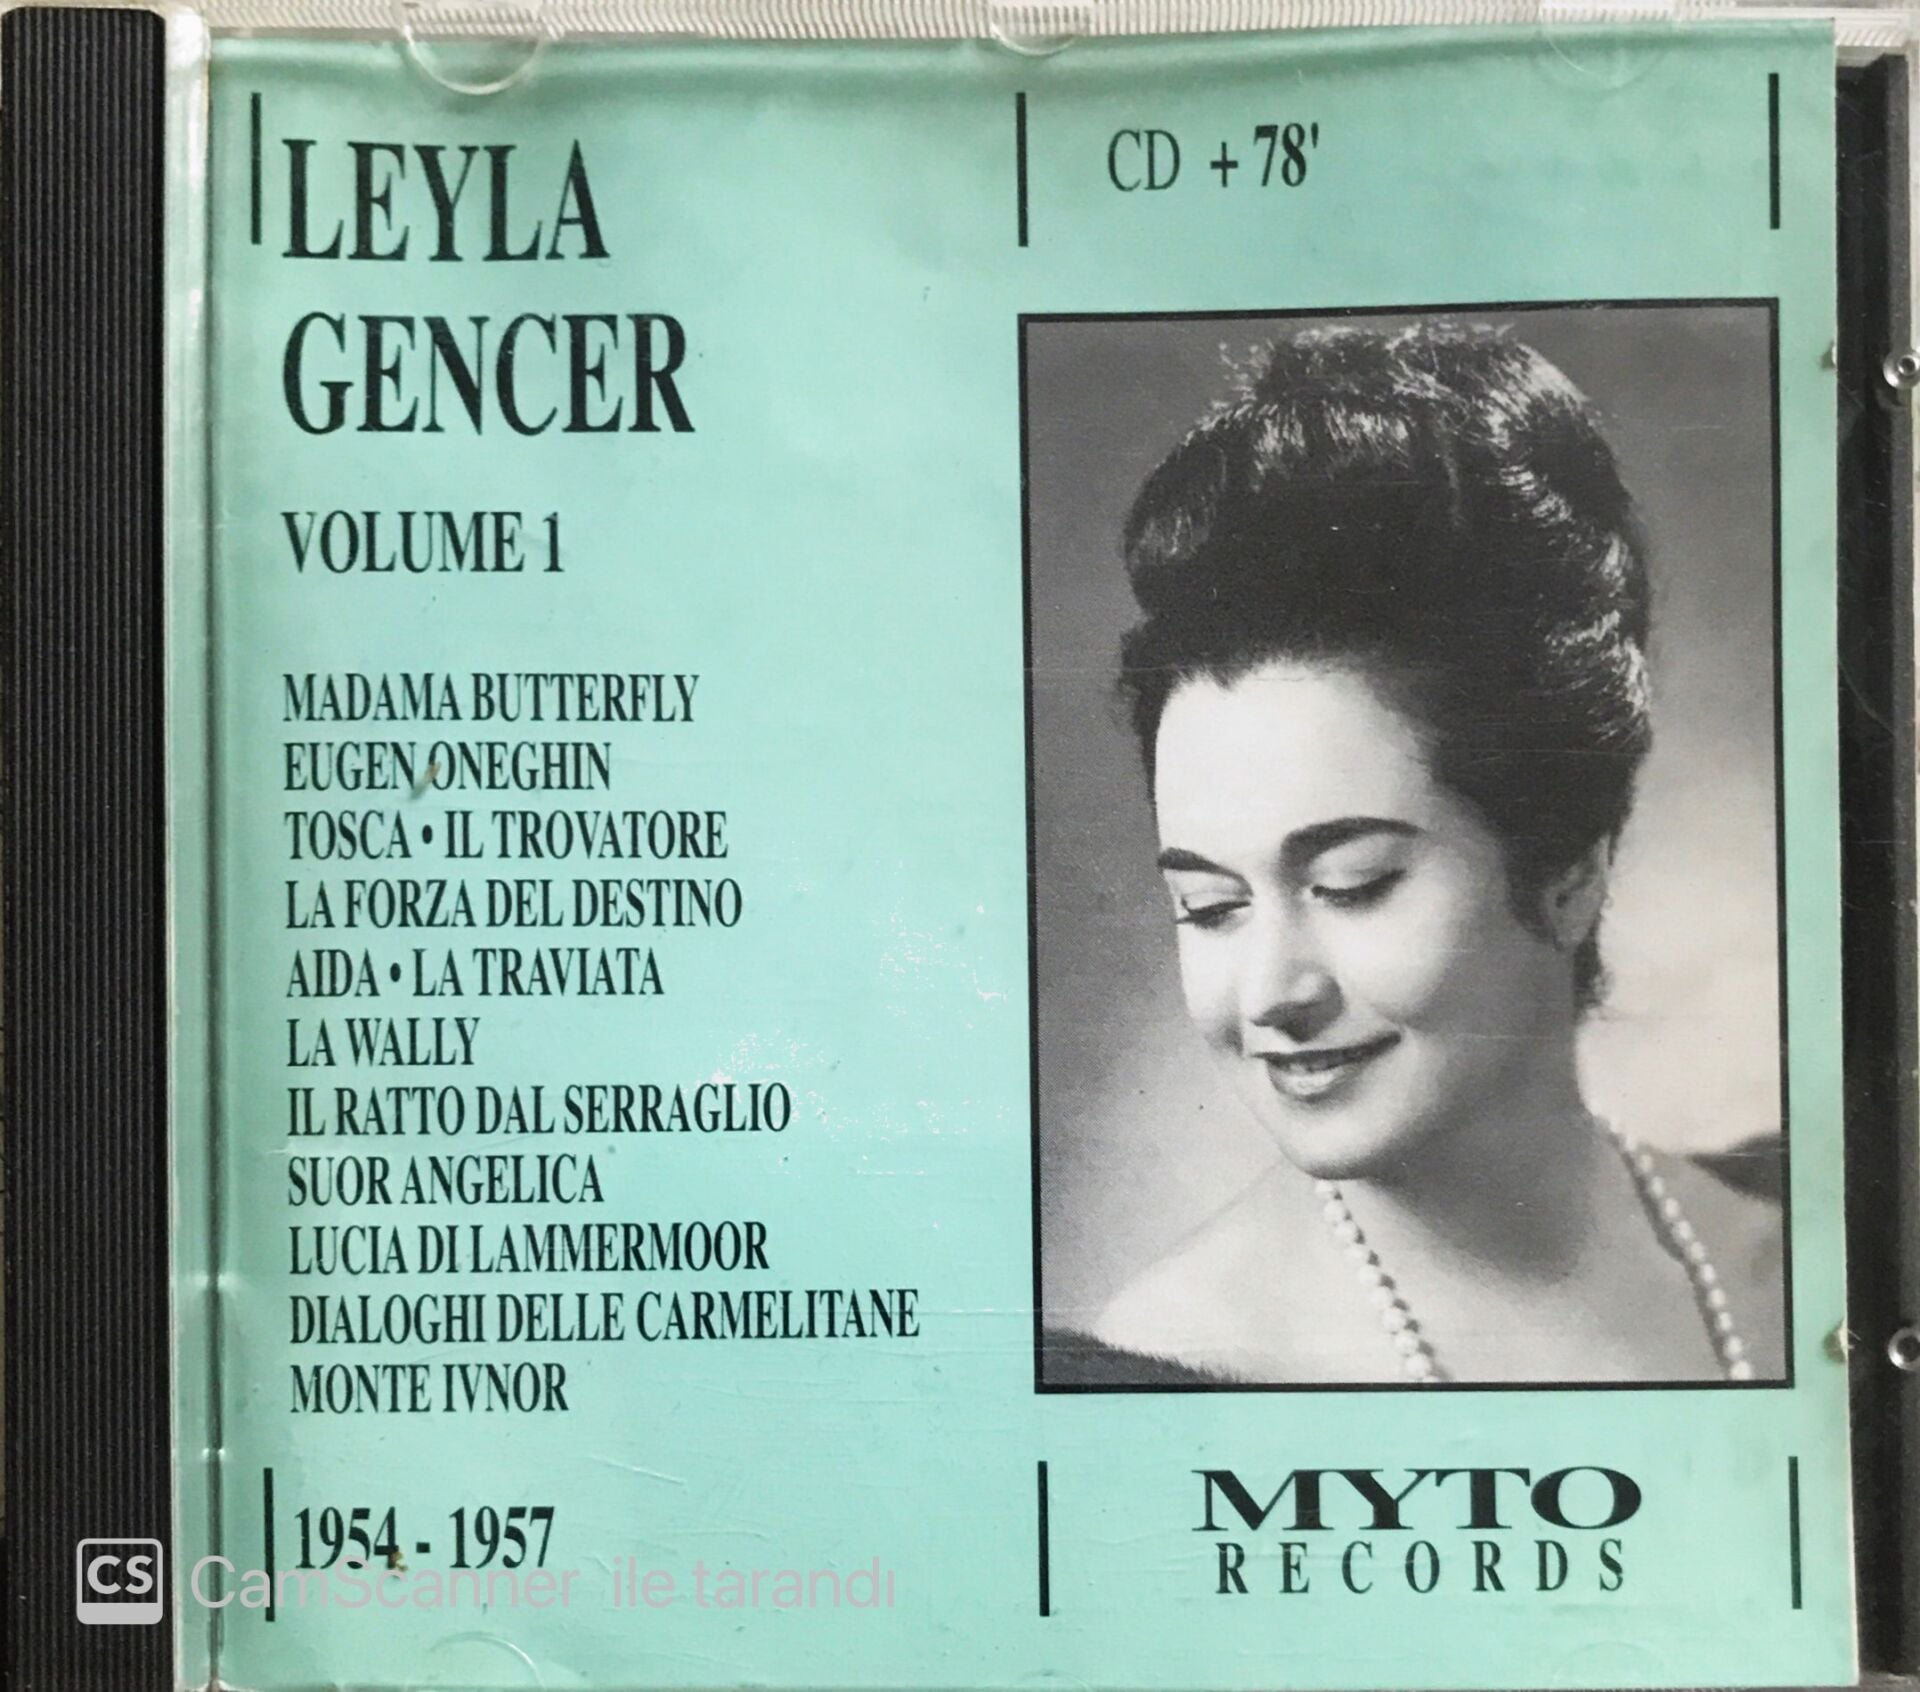 LEYLA
GENCER
VOLUME 1
CD + 78'
MADAMA BUTTERFLY
EUGEN ONEGHIN
TOSCA • IL TROVATORE
LA FORZA DEL DESTINO
AIDA • LA TRAVIATA
LA WALLY
IL RATTO DAL SERRAGLIO
SUOR ANGELICA
LUCIA DI LAMMERMOOR
DIALOGHI DELLE CARMELITANE
MONTE IVNOR
1954 - 1957
MYTO
RECORDS
CS CamScanner ile tarandı